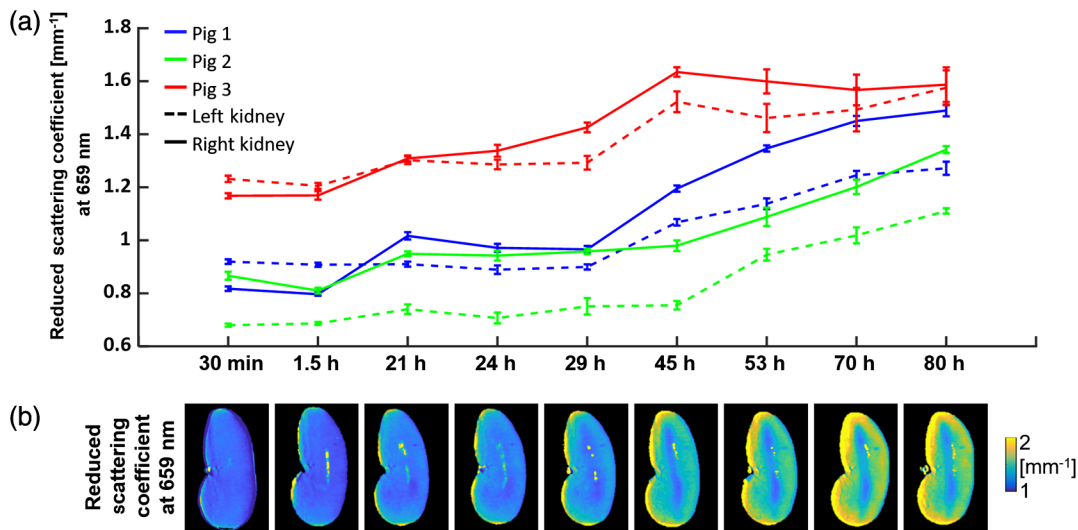 (a)
Reduced scattering coefficient [mm⁻¹]
at 659 nm
1.8
1.6
1.4
1.2
1
0.8
0.6
Pig 1
Pig 2
Pig 3
Left kidney
Right kidney
30 min 1.5 h 21 h 24 h 29 h 45 h 53 h 70 h 80 h
(b)
Reduced
scattering
coefficient
at 659 nm
2
[mm⁻¹]
1